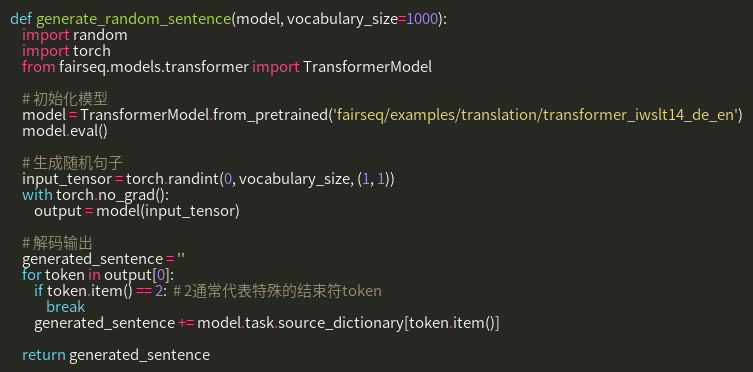 def generate_random_sentence(model, vocabulary_size=1000):
import random
import torch
from fairseq.models.transformer import TransformerModel
# 初始化模型
model = TransformerModel.from_pretrained('fairseq/examples/translation/transformer_iwslt14_de_en')
model.eval()
# 生成随机句子
input_tensor = torch.randint(0, vocabulary_size, (1, 1))
with torch.no_grad():
output = model(input_tensor)
# 解码输出
generated_sentence = ''
for token in output[0]:
if token.item() == 2:  # 2通常代表特殊的结束符token
break
generated_sentence += model.task.source_dictionary[token.item()]
return generated_sentence